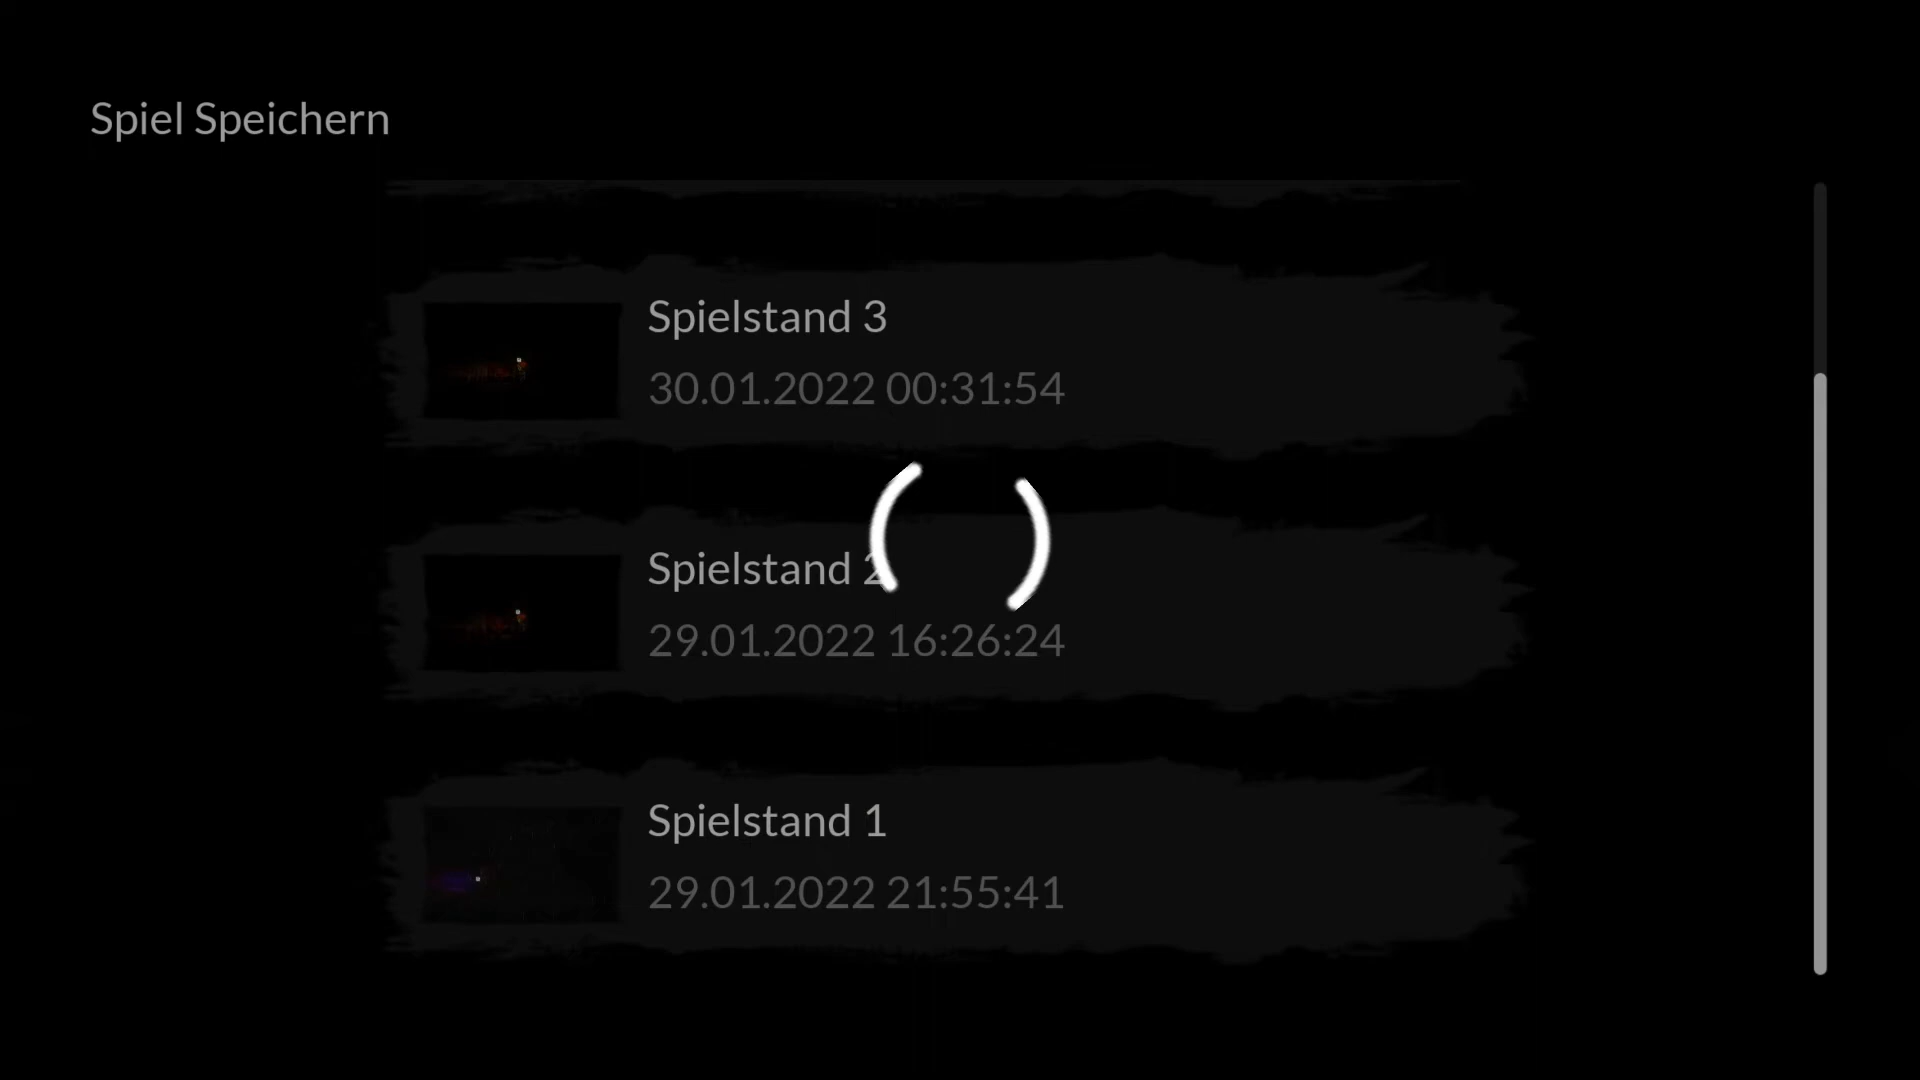 Spiel Speichern
Spielstand 3
30.01.2022 00:31:54
Spielstand 2
29.01.2022 16:26:24
Spielstand 1
29.01.2022 21:55:41